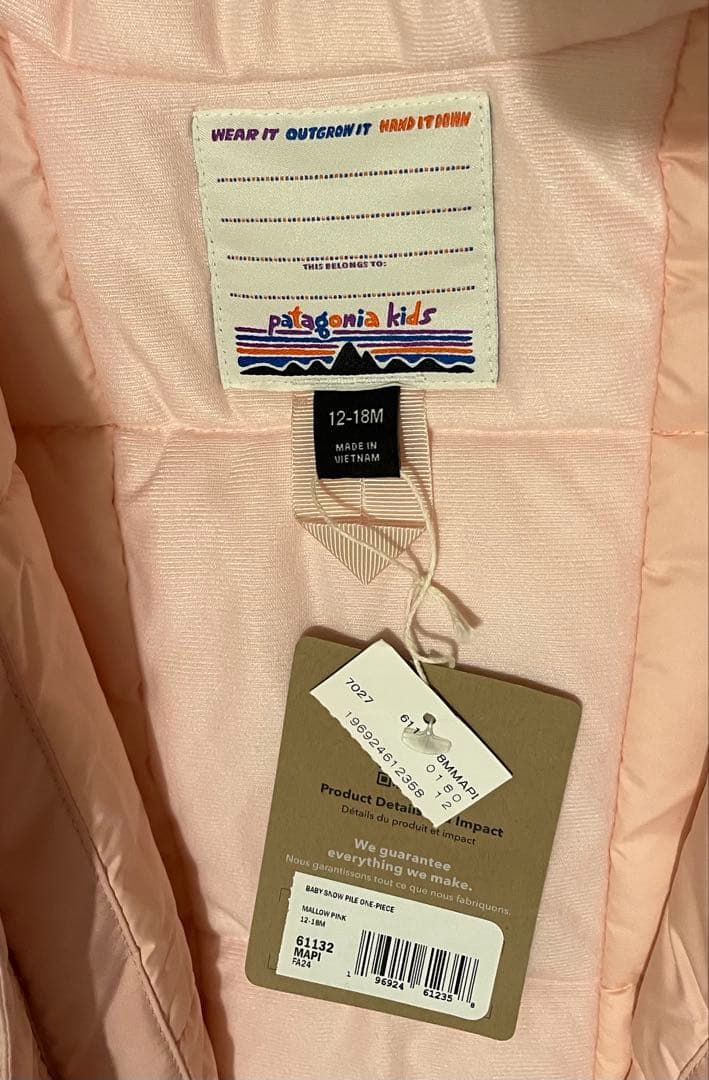 WEAR IT OUTGROW IT HAND IT DOWN
THIS BELONGS TO:
patagonia kids
12-18M
MADE IN
VIETNAM
7027
8MMAPI
0180
196924612358 12
Product Details Impact
Détails du produit et impact
We guarantee
everything we make.
Nous garantissons tout ce que nous fabriquons.
BABY SNOW PILE ONE-PIECE
MALLOW PINK
12-18M
61132
MAPI
FA24
1 96924 61235 8